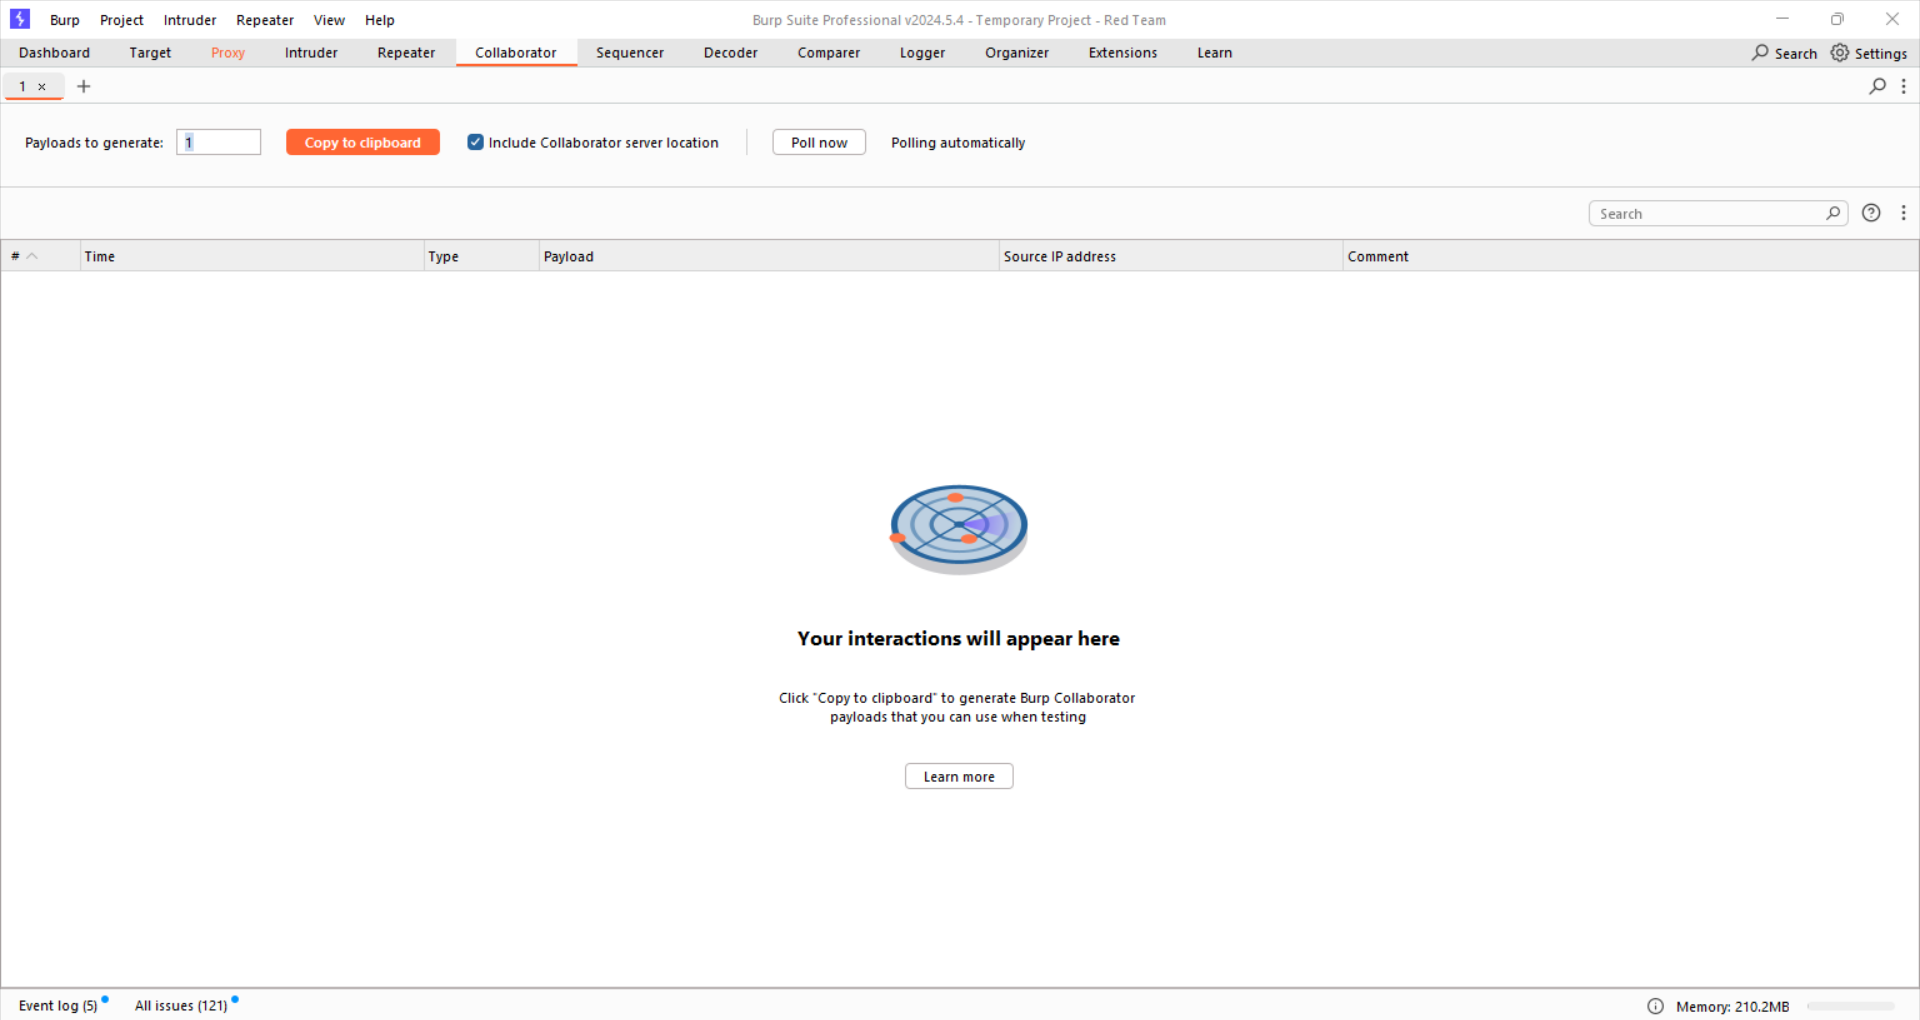 Burp Project Intruder Repeater View Help Burp Suite Professional v2024.5.4 - Temporary Project - Red Team
Dashboard Target Proxy Intruder Repeater Collaborator Sequencer Decoder Comparer Logger Organizer Extensions Learn Search Settings
1 × +
Payloads to generate: 1 Copy to clipboard Include Collaborator server location Poll now Polling automatically
Search
# Time Type Payload Source IP address Comment
Your interactions will appear here
Click "Copy to clipboard" to generate Burp Collaborator
payloads that you can use when testing
Learn more
Event log (5) All issues (121) Memory: 210.2MB